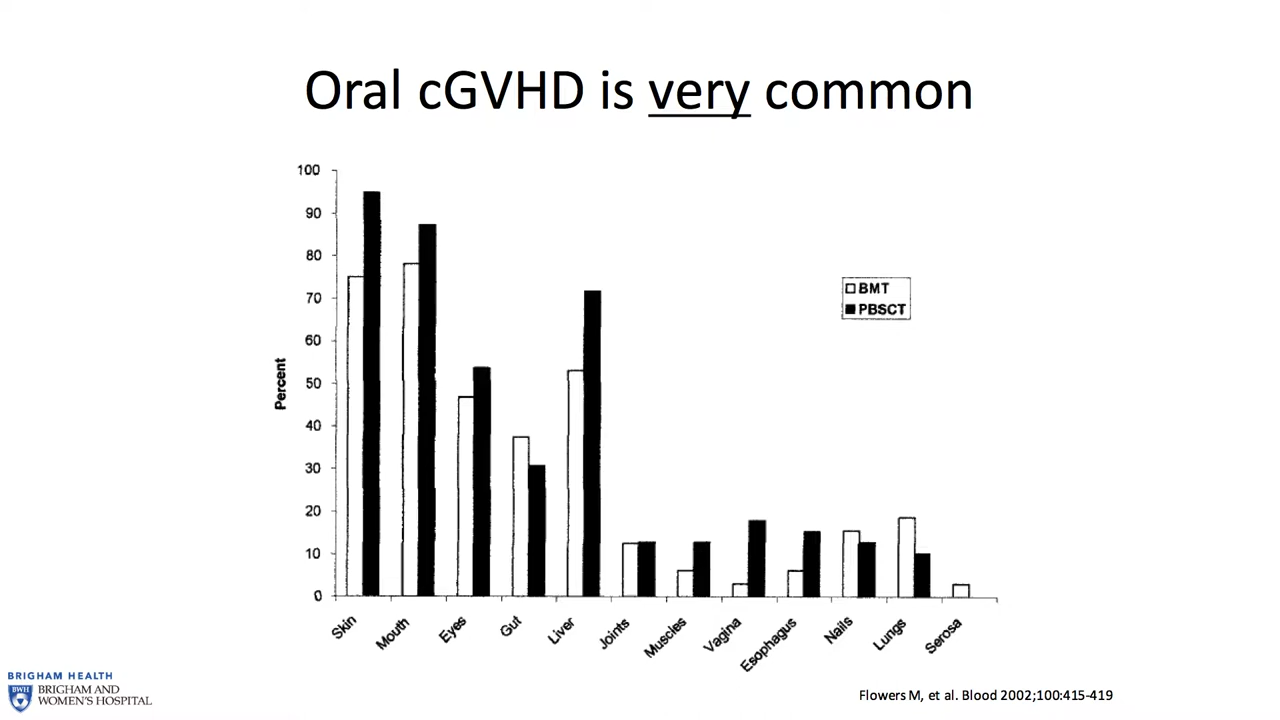 Oral cGVHD is very common
100
90
80
70
60
50
40
30
20
10
0
Percent
BMT
PBSCT
Skin
Mouth
Eyes
Gut
Liver
Joints
Muscles
Vagina
Esophagus
Nails
Lungs
Serosa
BRIGHAM HEALTH
BWH
BRIGHAM AND
WOMEN'S HOSPITAL
Flowers M, et al. Blood 2002;100:415-419